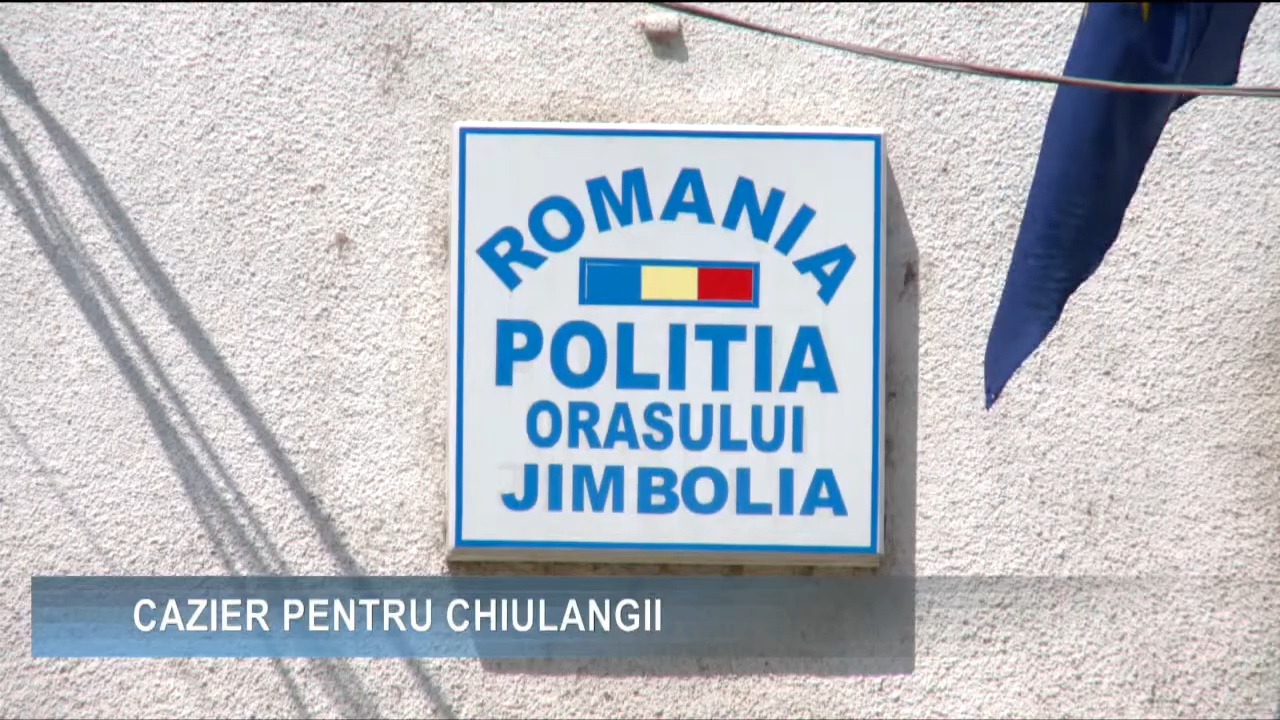 ROMANIA
POLITIA
ORASULUI
JIMBOLIA
CAZIER PENTRU CHIULANGII